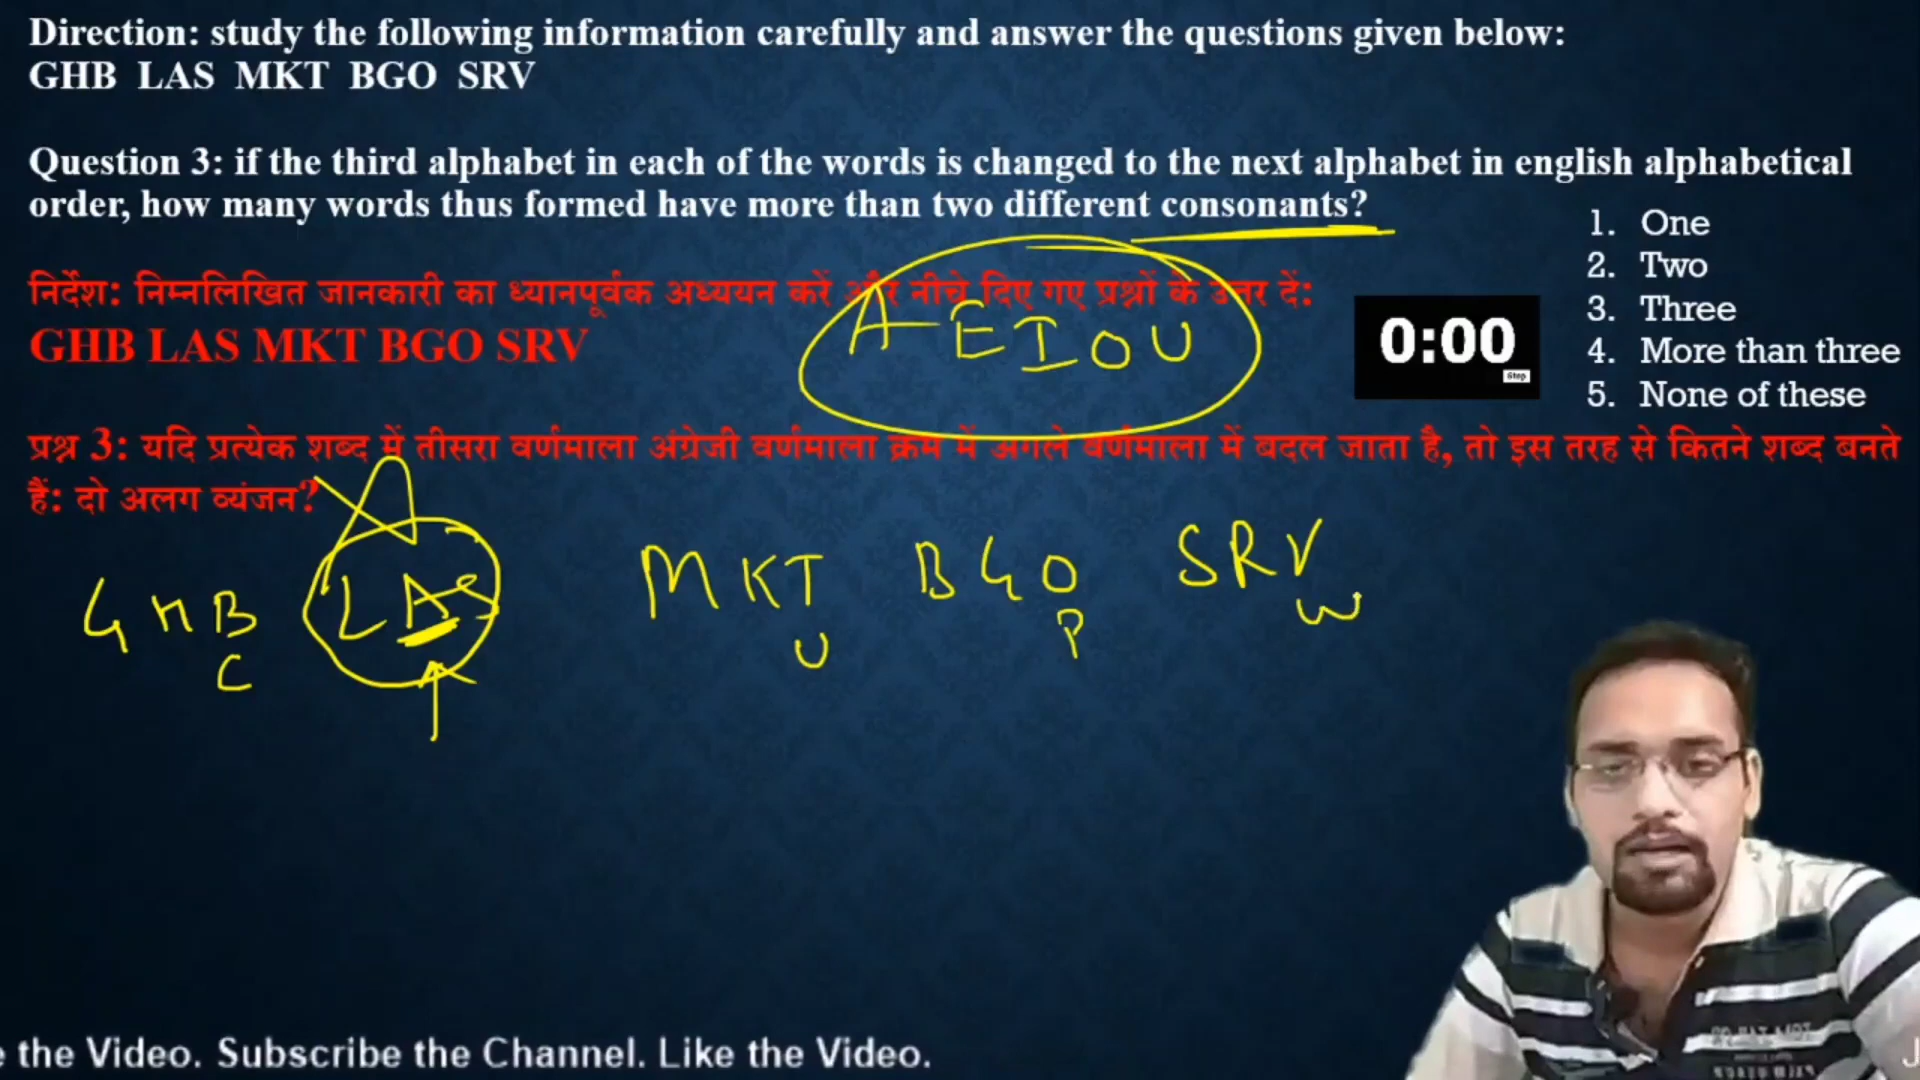 Direction: study the following information carefully and answer the questions given below:
GHB LAS MKT BGO SRV
Question 3: if the third alphabet in each of the words is changed to the next alphabet in english alphabetical
order, how many words thus formed have more than two different consonants?
1. One
2. Two
3. Three
4. More than three
5. None of these
निर्देश: निम्नलिखित जानकारी का ध्यानपूर्वक अध्ययन करें और नीचे दिए गए प्रश्नों के उत्तर दें:
GHB LAS MKT BGO SRV
A E I O U
0:00
Stop
प्रश्न 3: यदि प्रत्येक शब्द में तीसरा वर्णमाला अंग्रेजी वर्णमाला क्रम में अगले वर्णमाला में बदल जाता है, तो इस तरह से कितने शब्द बनते
हैं: दो अलग व्यंजन?
GHB LAS MKT BGO SRV
C U P W
the Video. Subscribe the Channel. Like the Video.